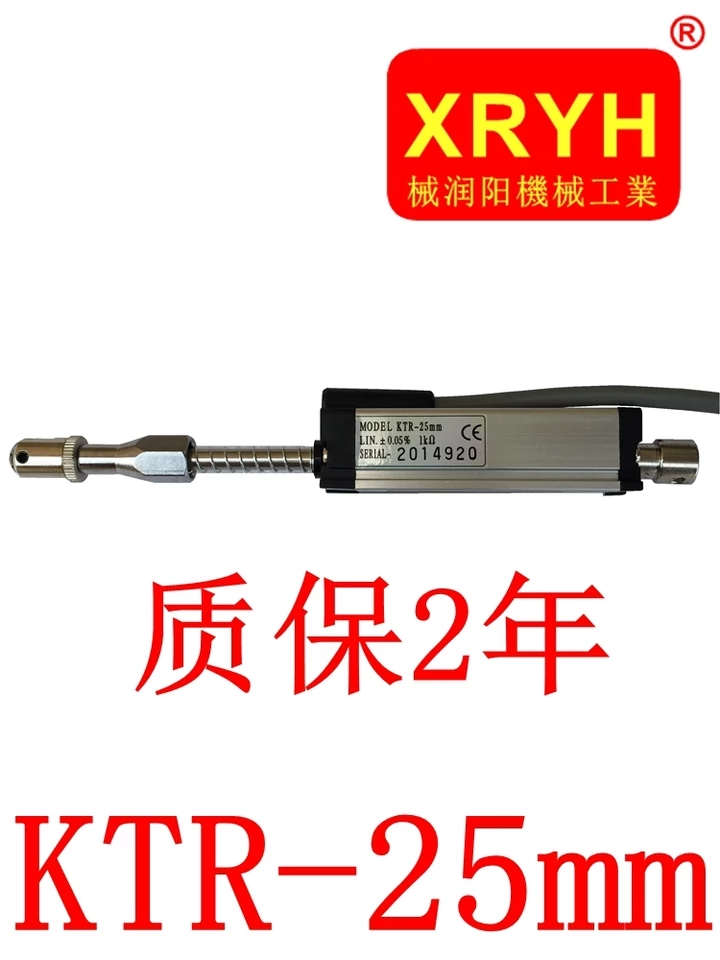 ®
XRYH
械润阳機械工業
MODEL KTR-25mm
LIN.±0.05% 1kΩ
CE
SERIAL- 2014920
质保2年
KTR-25mm